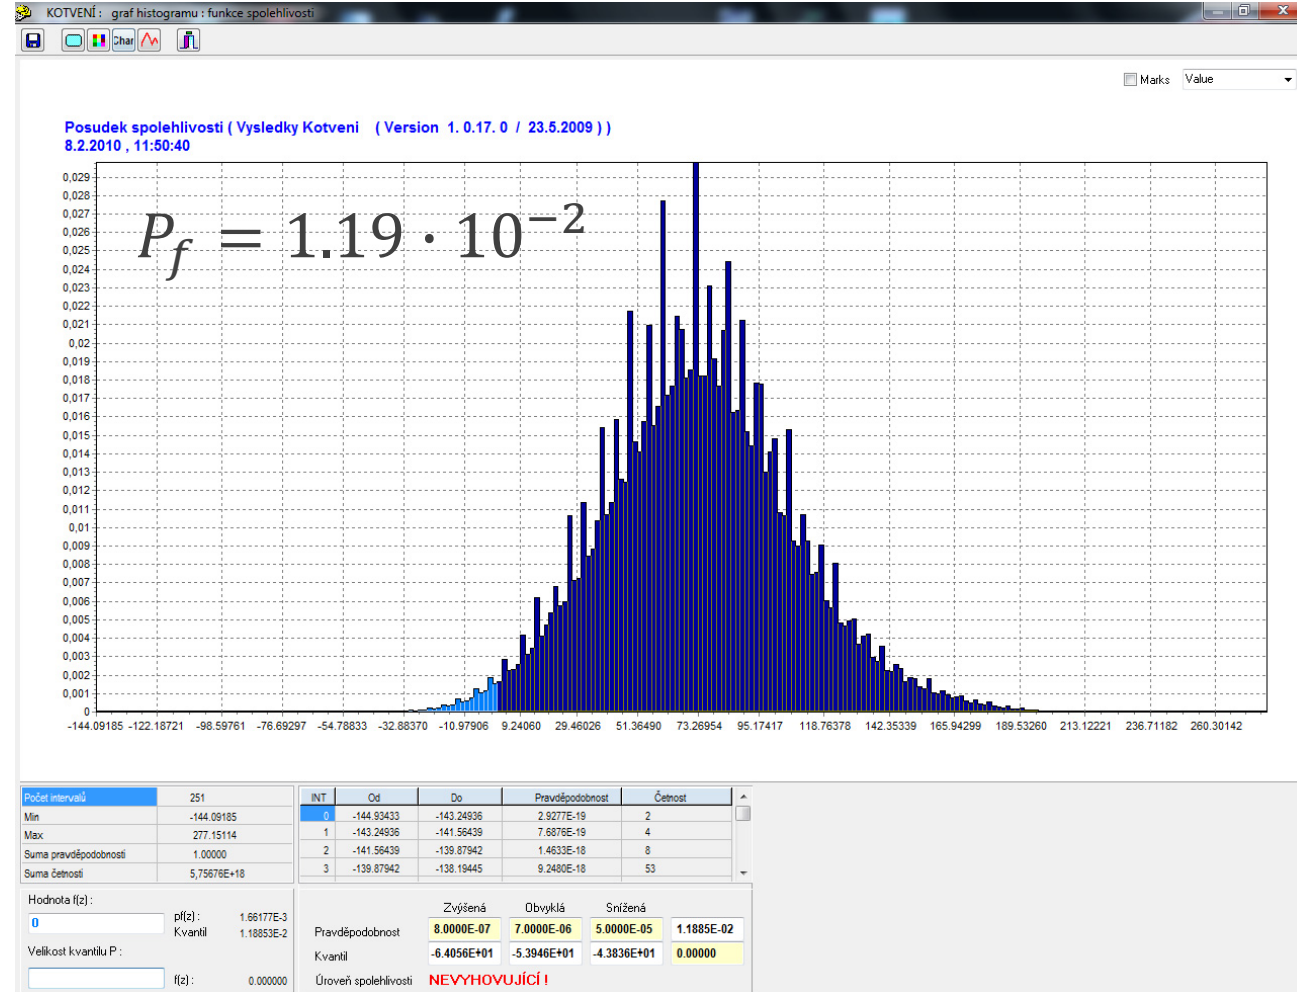 KOTVENÍ : graf histogramu : funkce spolehlivosti
Char
Marks Value
Posudek spolehlivosti ( Vysledky Kotveni ( Version 1. 0.17. 0 / 23.5.2009 ) )
8.2.2010 , 11:50:40
P_f = 1.19 · 10⁻²
0,029
0,028
0,027
0,026
0,025
0,024
0,023
0,022
0,021
0,02
0,019
0,018
0,017
0,016
0,015
0,014
0,013
0,012
0,011
0,01
0,009
0,008
0,007
0,006
0,005
0,004
0,003
0,002
0,001
0
-144.09185 -122.18721 -98.59761 -76.69297 -54.78833 -32.88370 -10.97906 9.24060 29.46026 51.36490 73.26954 95.17417 118.76378 142.35339 165.94299 189.53260 213.12221 236.71182 260.30142
Počet intervalů 251
Min -144.09185
Max 277.15114
Suma pravděpodobností 1.00000
Suma četností 5,75676E+18
INT Od Do Pravděpodobnost Četnost
0 -144.93433 -143.24936 2.9277E-19 2
1 -143.24936 -141.56439 7.6876E-19 4
2 -141.56439 -139.87942 1.4633E-18 8
3 -139.87942 -138.19445 9.2480E-18 53
Hodnota f(z) :
0
pf(z) : 1.66177E-3
Kvantil 1.18853E-2
Velikost kvantilu P :
f(z) : 0.000000
Zvýšená Obvyklá Snížená
Pravděpodobnost 8.0000E-07 7.0000E-06 5.0000E-05 1.1885E-02
Kvantil -6.4056E+01 -5.3946E+01 -4.3836E+01 0.00000
Úroveň spolehlivosti NEVYHOVUJÍCÍ !